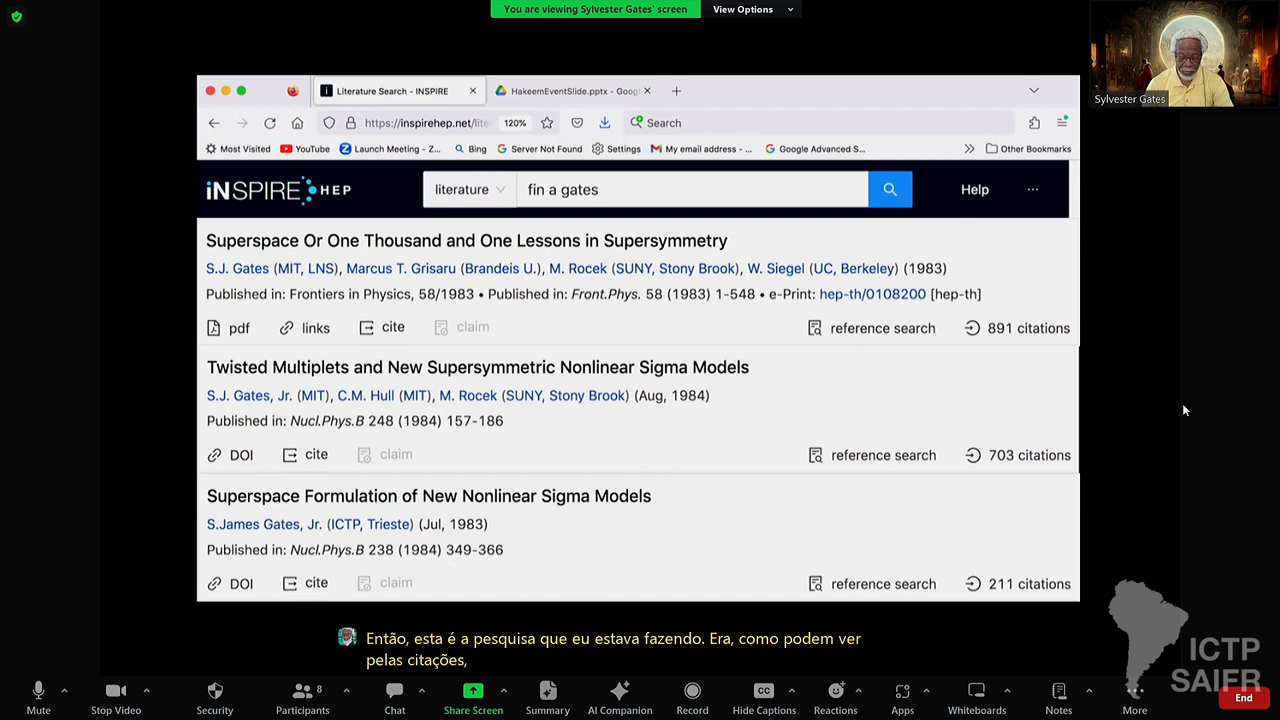 You are viewing Sylvester Gates' screen
View Options
Sylvester Gates
Literature Search - INSPIRE
HakeemEventSlide.pptx - Goog
https://inspirehep.net/lite
120%
Search
Most Visited
YouTube
Launch Meeting - Z...
Bing
Server Not Found
Settings
My email address - ...
Google Advanced S...
Other Bookmarks
iNSPIRE HEP
literature
fin a gates
Help
Superspace Or One Thousand and One Lessons in Supersymmetry
S.J. Gates (MIT, LNS), Marcus T. Grisaru (Brandeis U.), M. Rocek (SUNY, Stony Brook), W. Siegel (UC, Berkeley) (1983)
Published in: Frontiers in Physics, 58/1983 • Published in: Front.Phys. 58 (1983) 1-548 • e-Print: hep-th/0108200 [hep-th]
pdf links cite claim reference search 891 citations
Twisted Multiplets and New Supersymmetric Nonlinear Sigma Models
S.J. Gates, Jr. (MIT), C.M. Hull (MIT), M. Rocek (SUNY, Stony Brook) (Aug, 1984)
Published in: Nucl.Phys.B 248 (1984) 157-186
DOI cite claim reference search 703 citations
Superspace Formulation of New Nonlinear Sigma Models
S.James Gates, Jr. (ICTP, Trieste) (Jul, 1983)
Published in: Nucl.Phys.B 238 (1984) 349-366
DOI cite claim reference search 211 citations
Então, esta é a pesquisa que eu estava fazendo. Era, como podem ver
pelas citações,
ICTP
SAIFR
Mute
Stop Video
Security
Participants
8
Chat
Share Screen
Summary
AI Companion
Record
CC
Hide Captions
Reactions
Apps
Whiteboards
Notes
More
End